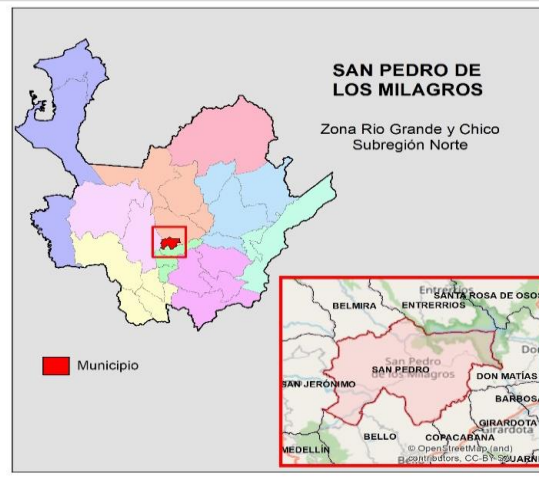 SAN PEDRO DE
LOS MILAGROS
Zona Rio Grande y Chico
Subregión Norte
Municipio
Entrerríos
SANTA ROSA DE OSOS
BELMIRA
ENTRERRIOS
San Pedro
de los Milagros
SAN PEDRO
SAN JERÓNIMO
DON MATÍAS
BARBOSA
GIRARDOTA
Girardota
BELLO
COPACABANA
MEDELLÍN
© OpenStreetMap (and)
contributors, CC-BY-SA